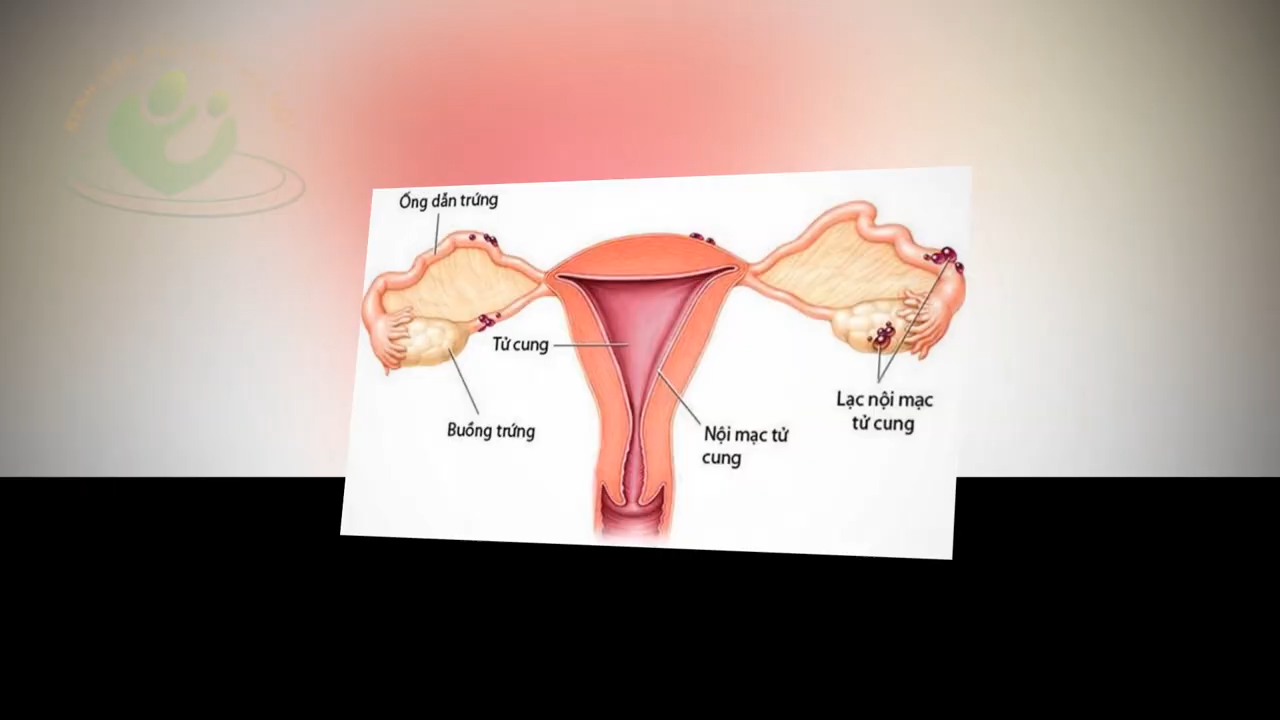 Ống dẫn trứng
Tử cung
Buồng trứng
Nội mạc tử
cung
Lạc nội mạc
tử cung